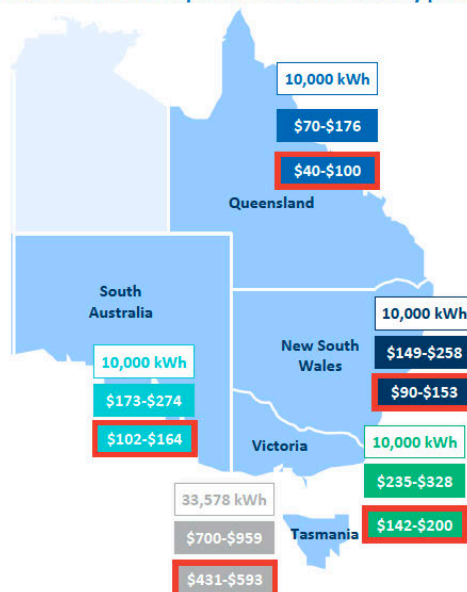 10,000 kWh
$70-$176
$40-$100
Queensland
South
Australia
10,000 kWh
$173-$274
$102-$164
New South
Wales
10,000 kWh
$149-$258
$90-$153
Victoria
10,000 kWh
$235-$328
$142-$200
33,578 kWh
$700-$959
$431-$593
Tasmania